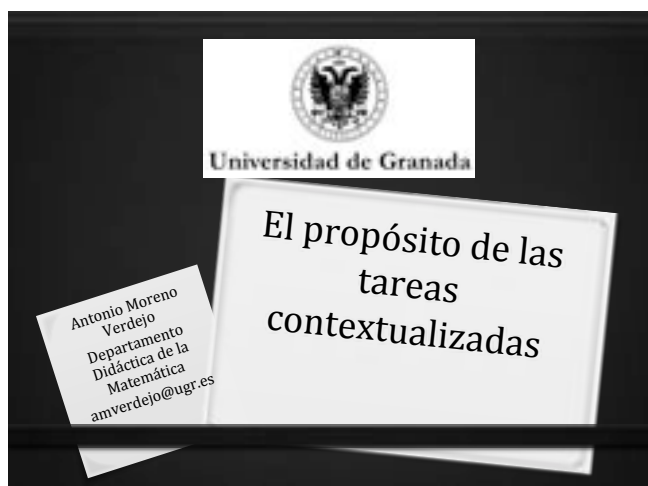 Universidad de Granada
El propósito de las
tareas
contextualizadas
Antonio Moreno
Verdejo
Departamento
Didáctica de la
Matemática
amverdejo@ugr.es